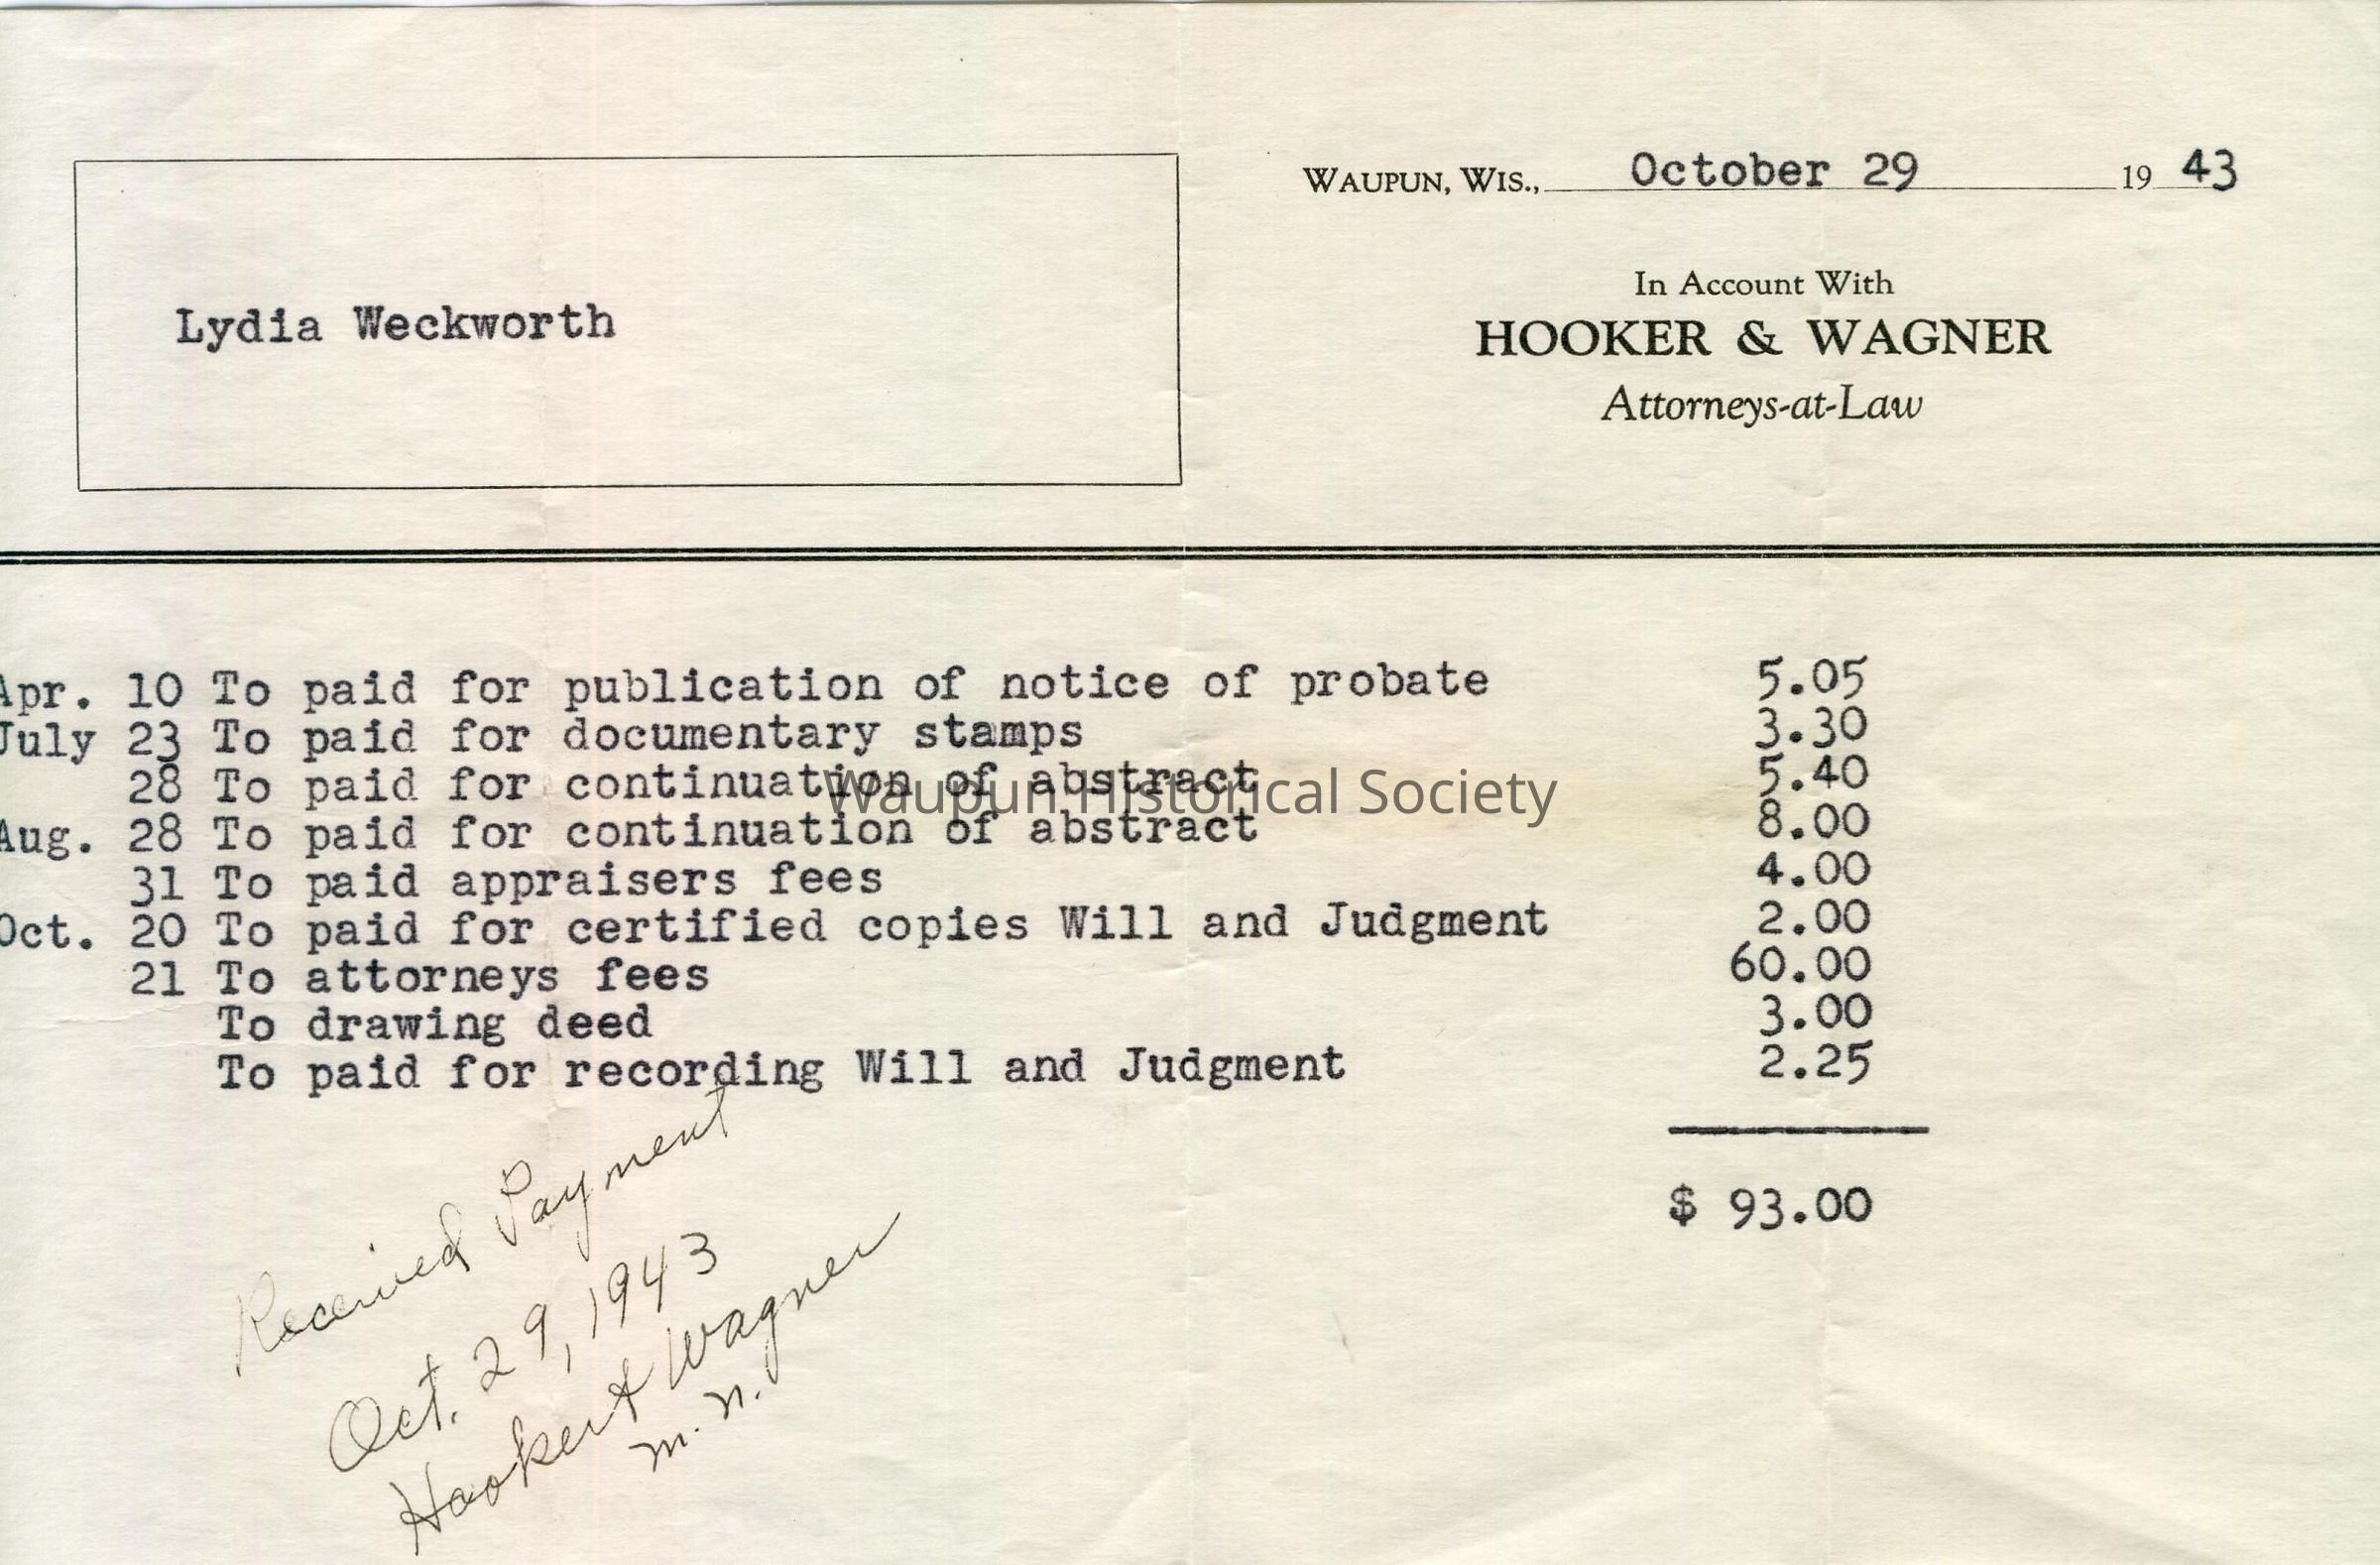 WAUPUN, WIS., October 29 19 43
Lydia Weckworth
In Account With
HOOKER & WAGNER
Attorneys-at-Law
Apr. 10 To paid for publication of notice of probate 5.05
July 23 To paid for documentary stamps 3.30
28 To paid for continuation of abstract 5.40
Waupun Historical Society
Aug. 28 To paid for continuation of abstract 8.00
31 To paid appraisers fees 4.00
Oct. 20 To paid for certified copies Will and Judgment 2.00
21 To attorneys fees 60.00
To drawing deed 3.00
To paid for recording Will and Judgment 2.25
$ 93.00
Received Payment
Oct. 29, 1943
Hooker & Wagner
m. n.